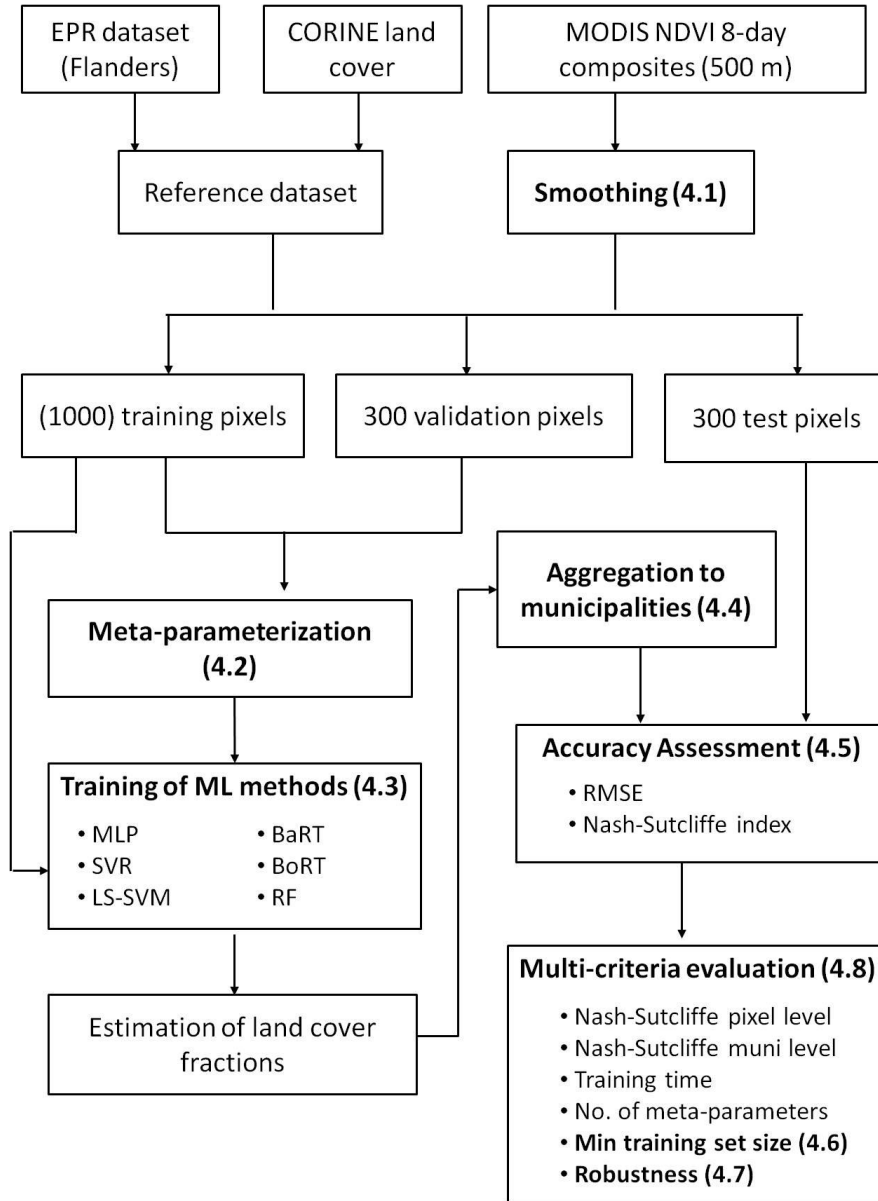 EPR dataset
(Flanders)
CORINE land
cover
MODIS NDVI 8-day
composites (500 m)
Reference dataset
Smoothing (4.1)
(1000) training pixels
300 validation pixels
300 test pixels
Aggregation to
municipalities (4.4)
Meta-parameterization
(4.2)
Accuracy Assessment (4.5)
• RMSE
• Nash-Sutcliffe index
Training of ML methods (4.3)
• MLP
• SVR
• LS-SVM
• BaRT
• BoRT
• RF
Estimation of land cover
fractions
Multi-criteria evaluation (4.8)
• Nash-Sutcliffe pixel level
• Nash-Sutcliffe muni level
• Training time
• No. of meta-parameters
• Min training set size (4.6)
• Robustness (4.7)